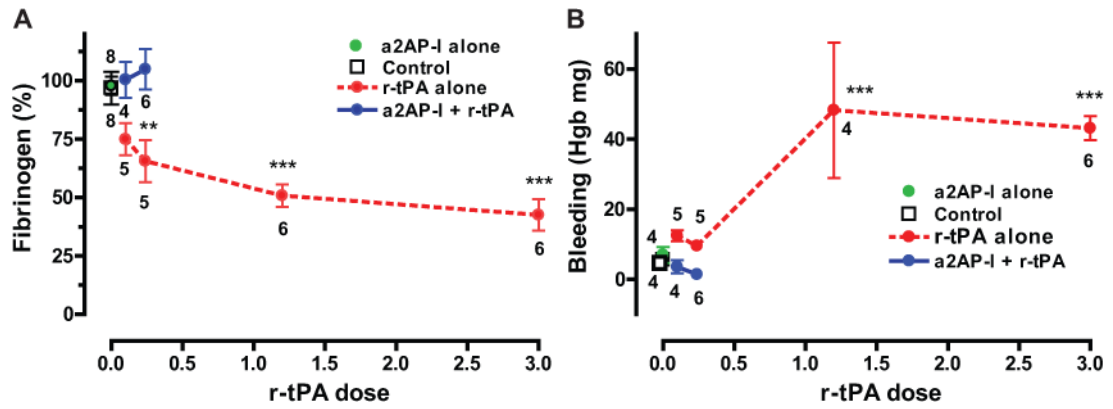 A
Fibrinogen (%)
100
75
50
25
0
8
8
4
6
5
**
5
***
6
***
6
a2AP-I alone
Control
r-tPA alone
a2AP-I + r-tPA
0.0 0.5 1.0 1.5 2.0 2.5 3.0
r-tPA dose
B
Bleeding (Hgb mg)
60
40
20
0
4
4
5
5
4
6
***
4
***
6
a2AP-I alone
Control
r-tPA alone
a2AP-I + r-tPA
0.0 0.5 1.0 1.5 2.0 2.5 3.0
r-tPA dose